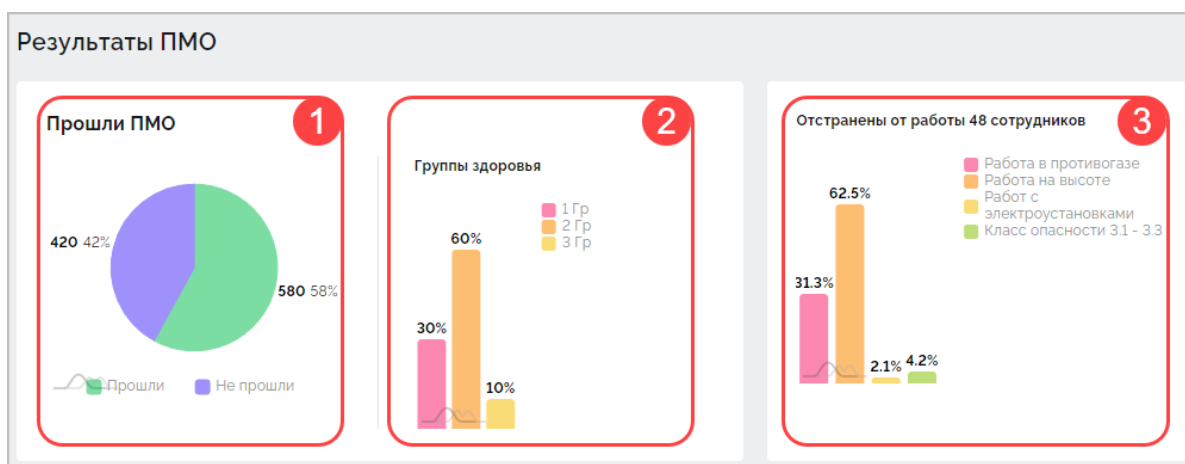 Результаты ПМО
Прошли ПМО
1
420 42%
580 58%
Прошли
Не прошли
2
Группы здоровья
1 Гр
2 Гр
3 Гр
60%
30%
10%
Отстранены от работы 48 сотрудников
3
Работа в противогазе
Работа на высоте
Работ с
электроустановками
Класс опасности 3.1 - 3.3
62.5%
31.3%
2.1%
4.2%